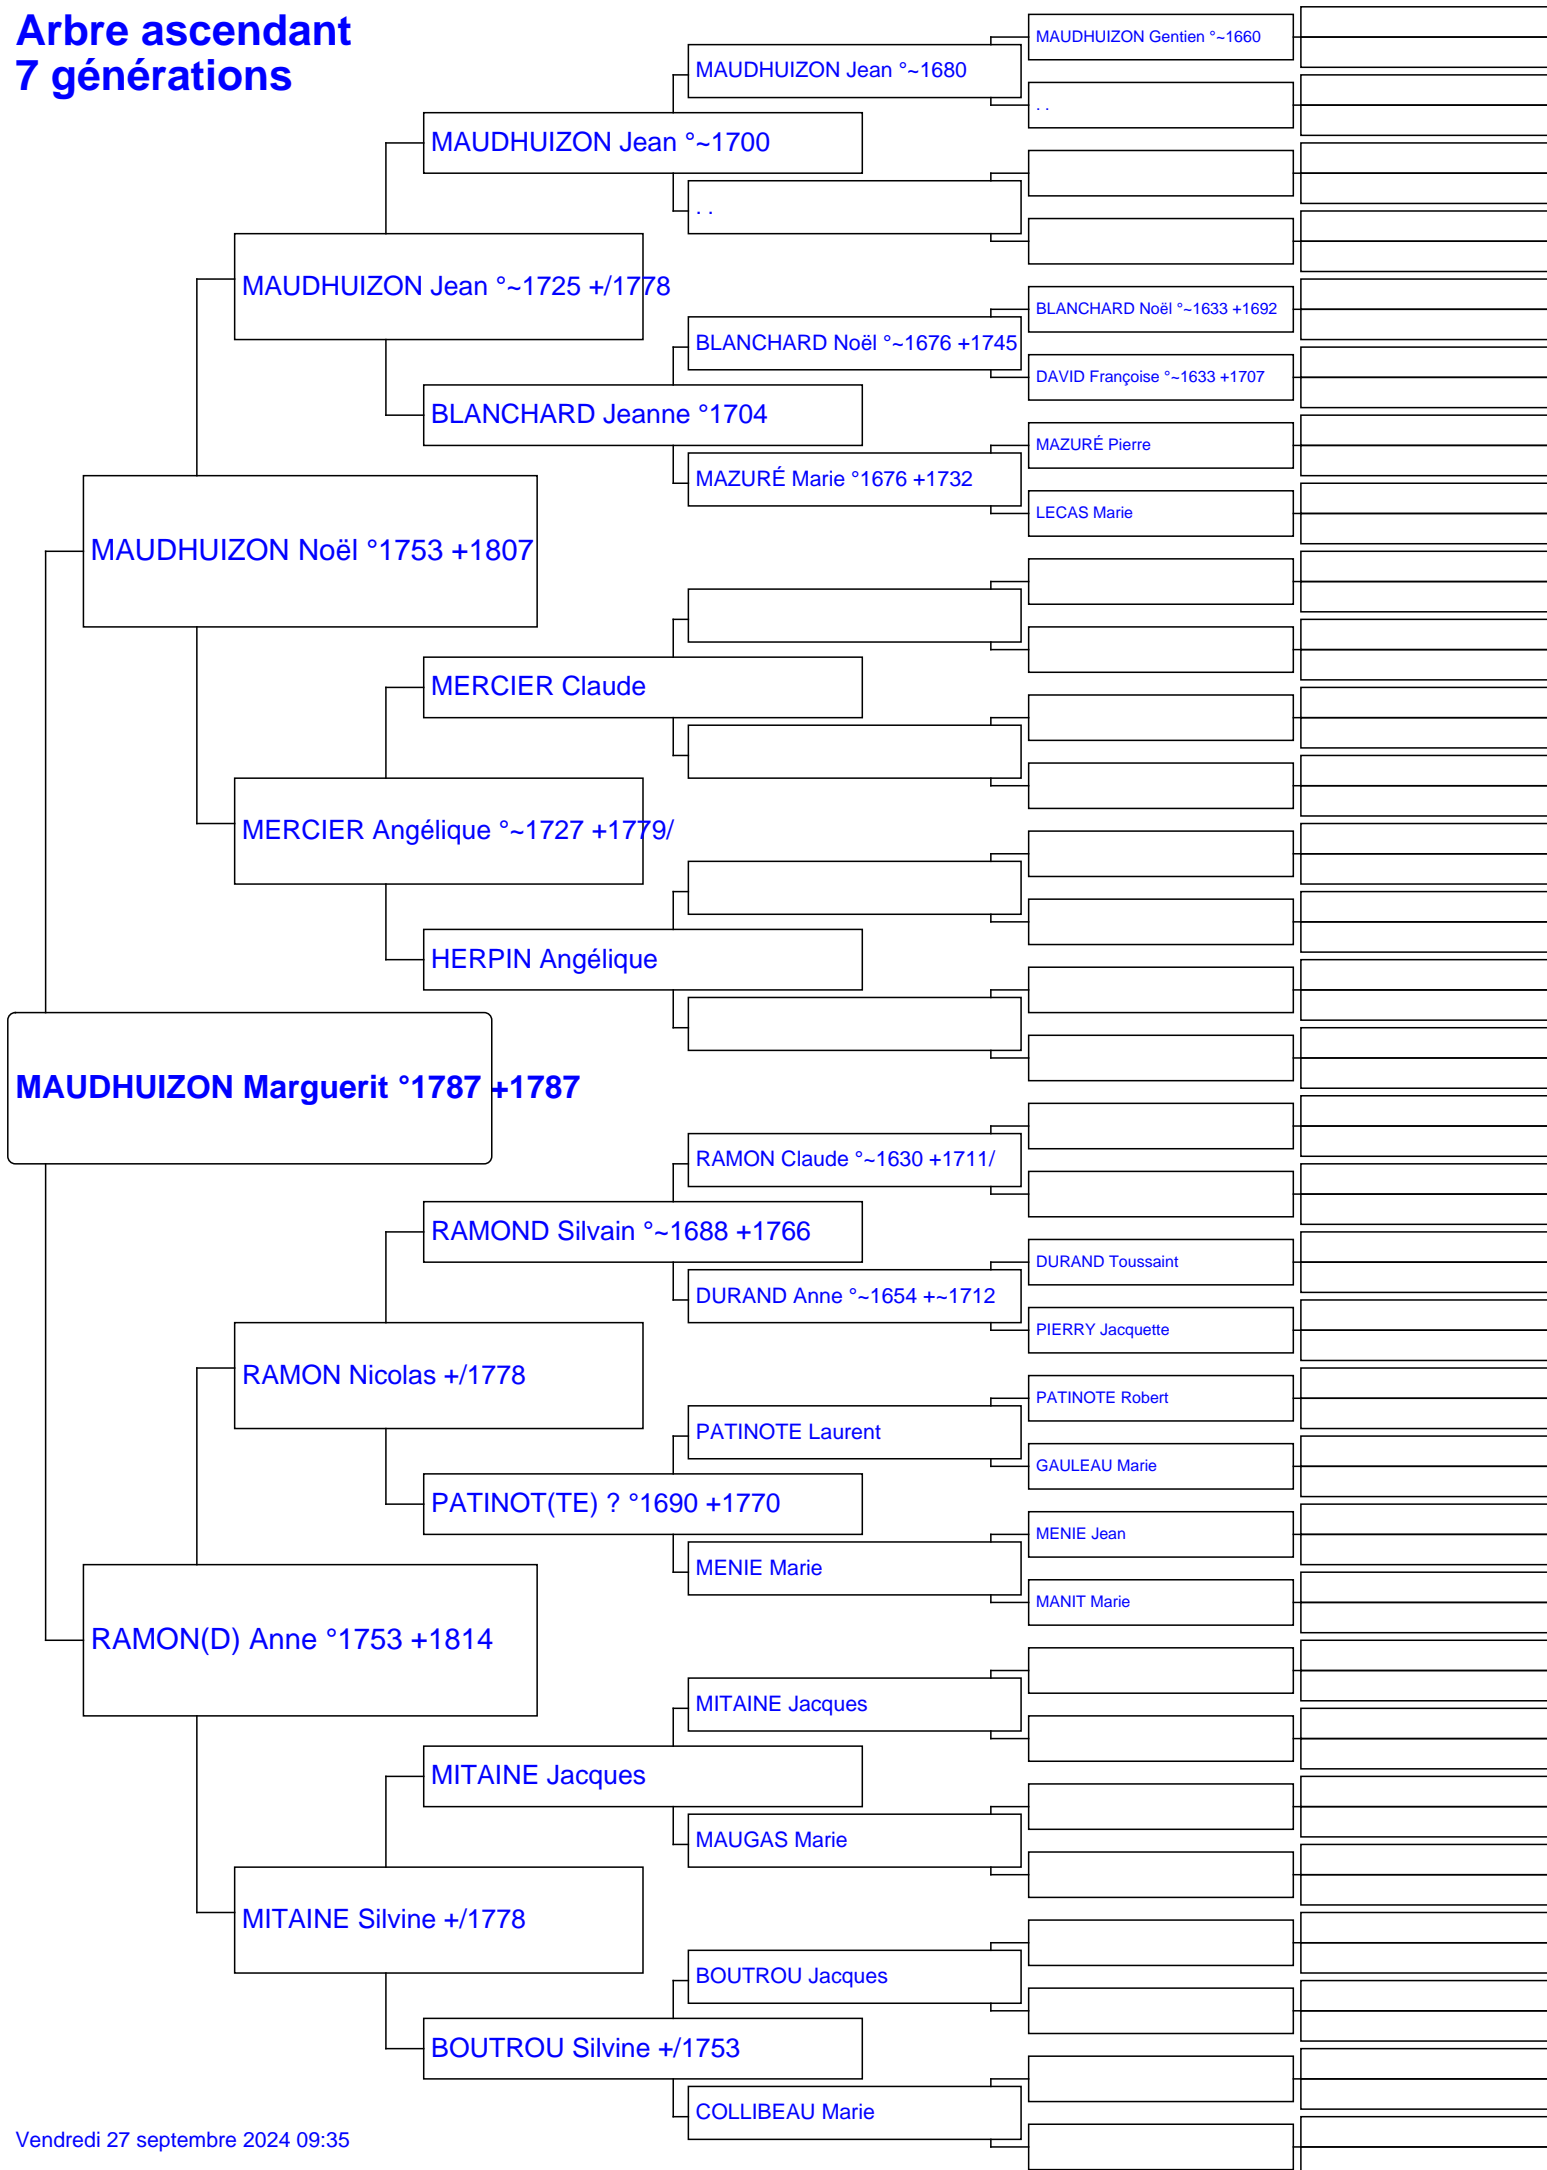 Arbre ascendant
7 générations
MAUDHUIZON Gentien °~1660
MAUDHUIZON Jean °~1680
. .
MAUDHUIZON Jean °~1700
. .
MAUDHUIZON Jean °~1725 +/1778
BLANCHARD Noël °~1633 +1692
BLANCHARD Noël °~1676 +1745
DAVID Françoise °~1633 +1707
BLANCHARD Jeanne °1704
MAZURÉ Pierre
MAZURÉ Marie °1676 +1732
LECAS Marie
MAUDHUIZON Noël °1753 +1807
MERCIER Claude
MERCIER Angélique °~1727 +1779/
HERPIN Angélique
MAUDHUIZON Marguerit °1787 +1787
RAMON Claude °~1630 +1711/
RAMOND Silvain °~1688 +1766
DURAND Toussaint
DURAND Anne °~1654 +~1712
PIERRY Jacquette
RAMON Nicolas +/1778
PATINOTE Robert
PATINOTE Laurent
GAULEAU Marie
PATINOT(TE) ? °1690 +1770
MENIE Jean
MENIE Marie
MANIT Marie
RAMON(D) Anne °1753 +1814
MITAINE Jacques
MITAINE Jacques
MAUGAS Marie
MITAINE Silvine +/1778
BOUTROU Jacques
BOUTROU Silvine +/1753
COLLIBEAU Marie
Vendredi 27 septembre 2024 09:35